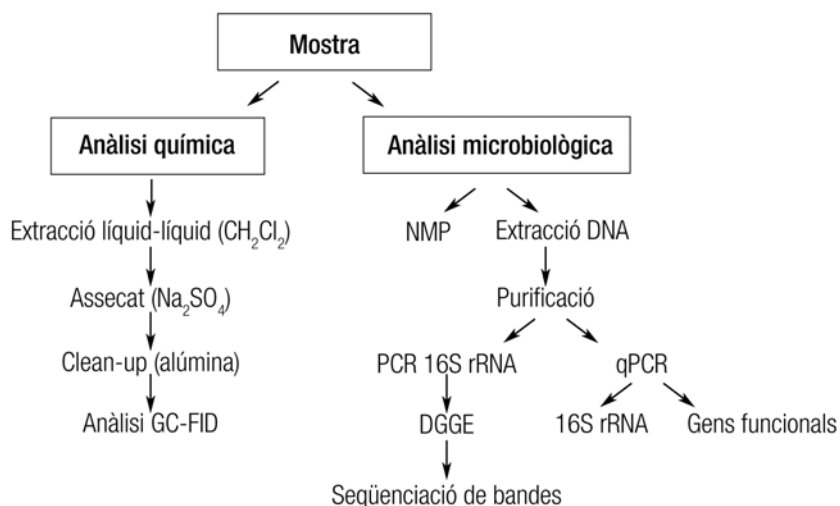 Mostra
Anàlisi química
Anàlisi microbiològica
Extracció líquid-líquid (CH₂Cl₂)
NMP
Extracció DNA
Assecat (Na₂SO₄)
Purificació
Clean-up (alúmina)
PCR 16S rRNA
qPCR
Anàlisi GC-FID
DGGE
16S rRNA
Gens funcionals
Seqüenciació de bandes